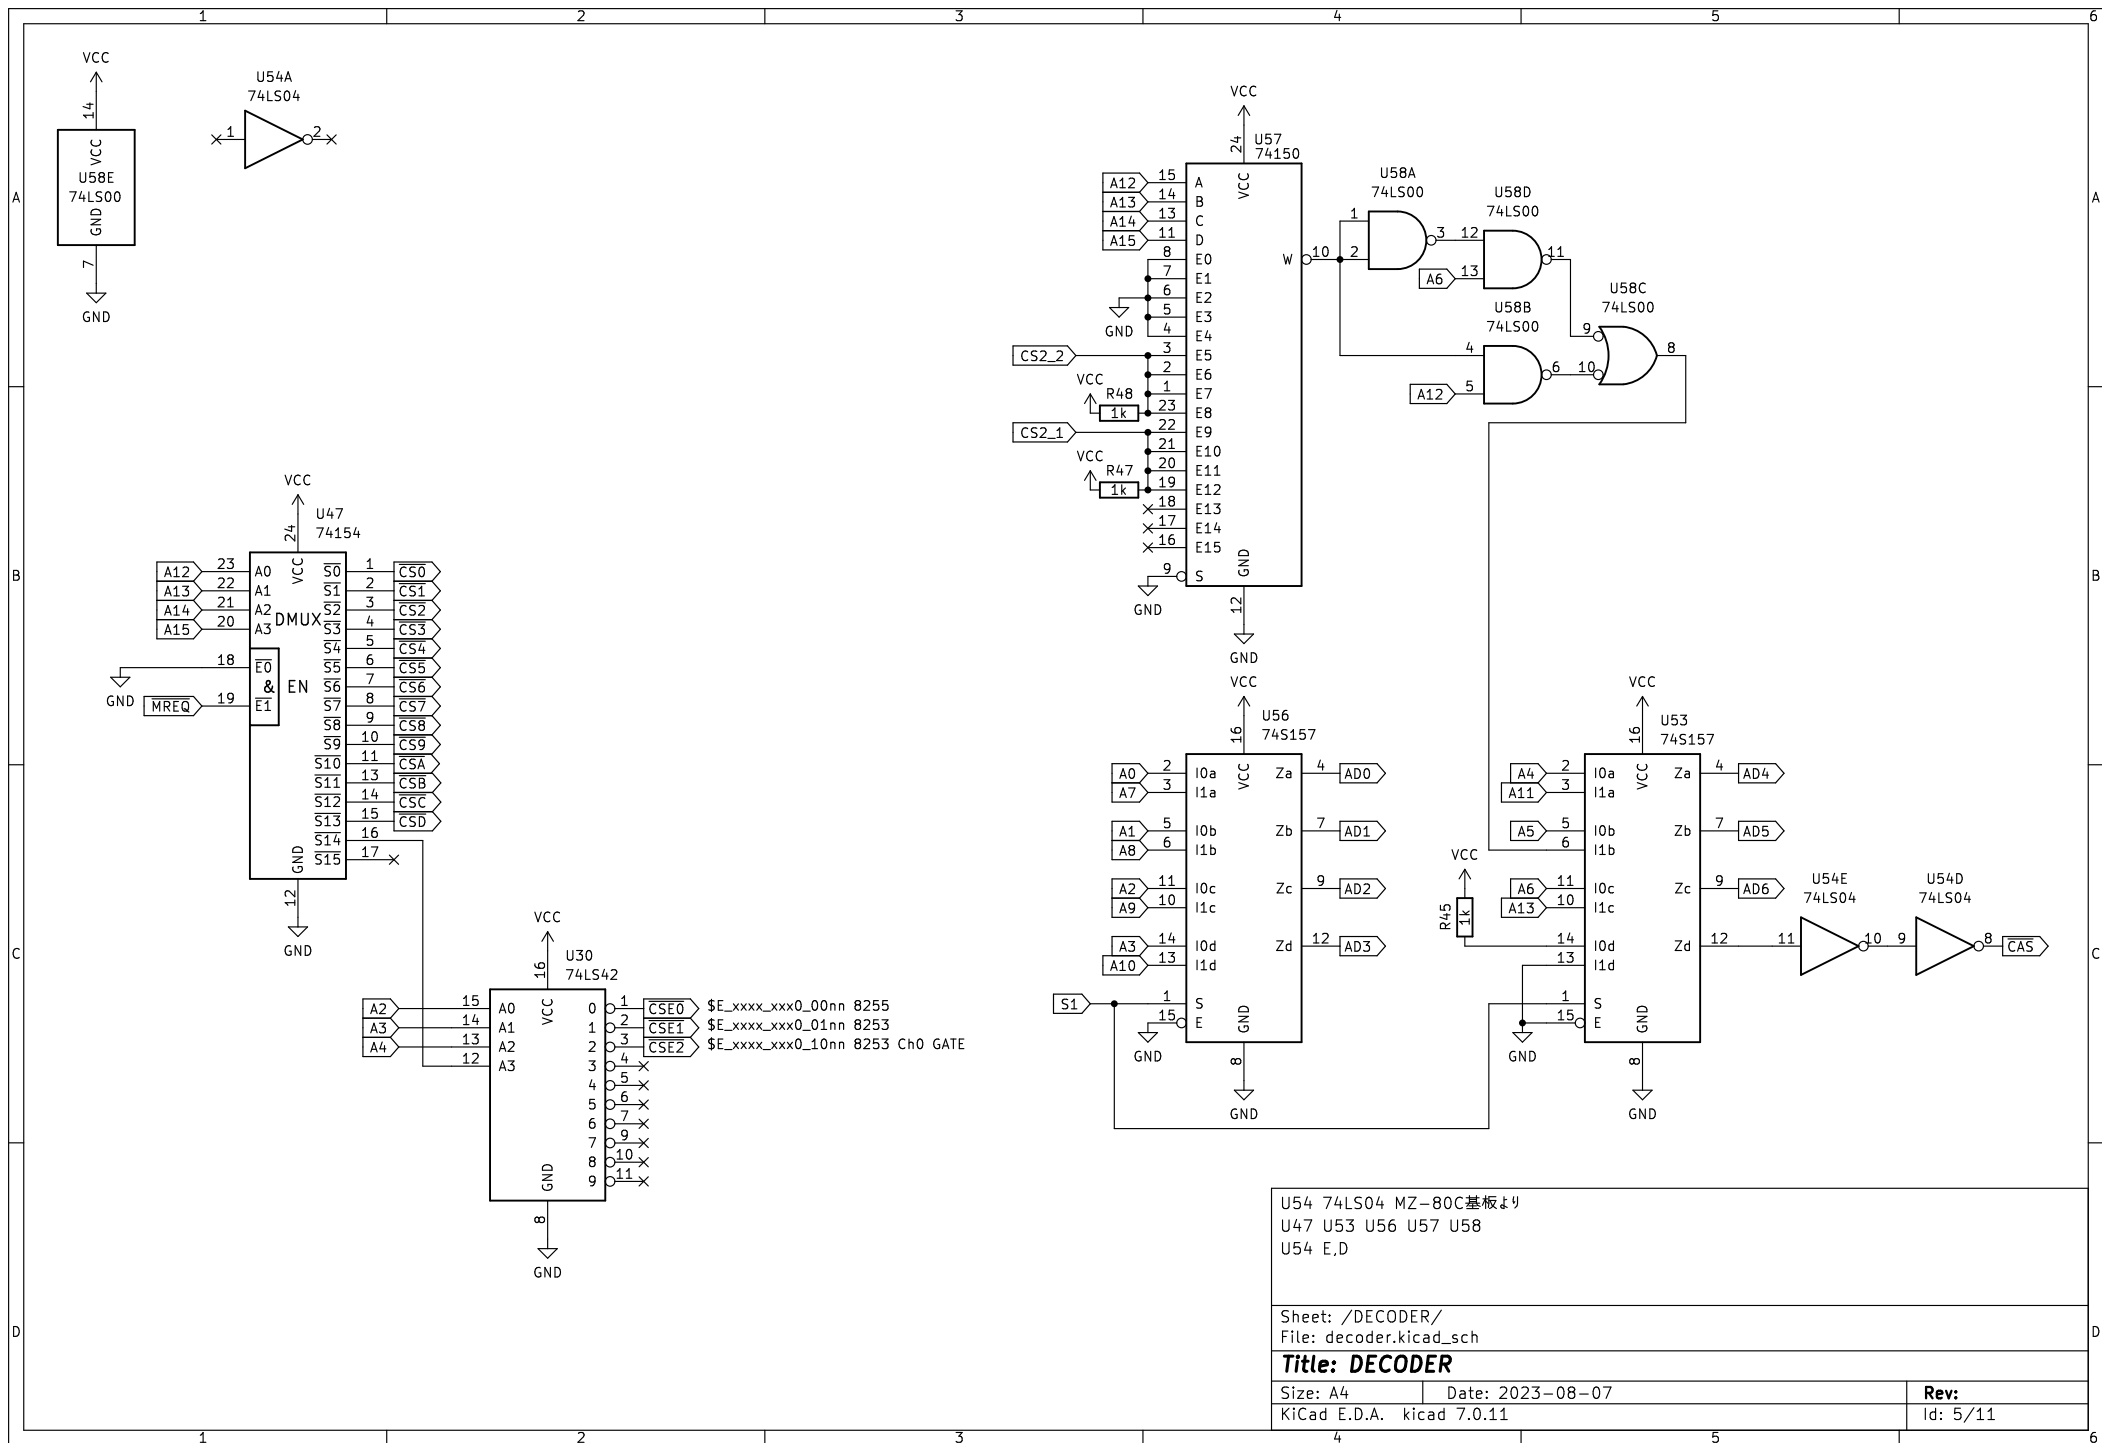 1 2 3 4 5 6
A
B
C
D
VCC
14
VCC
U58E
74LS00
GND
7
GND
U54A
74LS04
1 2
VCC
24
U47
74154
VCC
DMUX
A12 23 A0
A13 22 A1
A14 21 A2
A15 20 A3
18 E0
GND
& EN
MREQ 19 E1
S0 1 CS0
S1 2 CS1
S2 3 CS2
S3 4 CS3
S4 5 CS4
S5 6 CS5
S6 7 CS6
S7 8 CS7
S8 9 CS8
S9 10 CS9
S10 11 CSA
S11 13 CSB
S12 14 CSC
S13 15 CSD
S14 16
S15 17
GND
12
GND
VCC
16
U30
74LS42
VCC
A2 15 A0
A3 14 A1
A4 13 A2
12 A3
0 1 CSE0 $E_xxxx_xxx0_00nn 8255
1 2 CSE1 $E_xxxx_xxx0_01nn 8253
2 3 CSE2 $E_xxxx_xxx0_10nn 8253 Ch0 GATE
3 4
4 5
5 6
6 7
7 9
8 10
9 11
GND
8
GND
VCC
24
U57
74150
VCC
A12 15 A
A13 14 B
A14 13 C
A15 11 D
8 E0
7 E1
6 E2
5 E3
4 E4
GND
CS2_2 3 E5
2 E6
1 E7
VCC
R48
1k
23 E8
CS2_1 22 E9
21 E10
20 E11
VCC
R47
1k
19 E12
18 E13
17 E14
16 E15
9 S
GND
W 10
GND
12
GND
U58A
74LS00
1
2
3
U58D
74LS00
12
A6 13
11
U58B
74LS00
4
A12 5
6
U58C
74LS00
9
10
8
VCC
16
U56
74S157
VCC
A0 2 I0a
A7 3 I1a
A1 5 I0b
A8 6 I1b
A2 11 I0c
A9 10 I1c
A3 14 I0d
A10 13 I1d
S1 1 S
15 E
GND
Za 4 AD0
Zb 7 AD1
Zc 9 AD2
Zd 12 AD3
GND
8
GND
VCC
16
U53
74S157
VCC
A4 2 I0a
A11 3 I1a
A5 5 I0b
6 I1b
VCC
R45
1k
A6 11 I0c
A13 10 I1c
14 I0d
13 I1d
1 S
15 E
GND
Za 4 AD4
Zb 7 AD5
Zc 9 AD6
Zd 12
GND
8
GND
U54E
74LS04
11 10
U54D
74LS04
9 8 CAS
U54 74LS04 MZ-80C基板より
U47 U53 U56 U57 U58
U54 E,D
Sheet: /DECODER/
File: decoder.kicad_sch
Title: DECODER
Size: A4 Date: 2023-08-07 Rev:
KiCad E.D.A. kicad 7.0.11 Id: 5/11
A
B
C
D
1 2 3 4 5 6